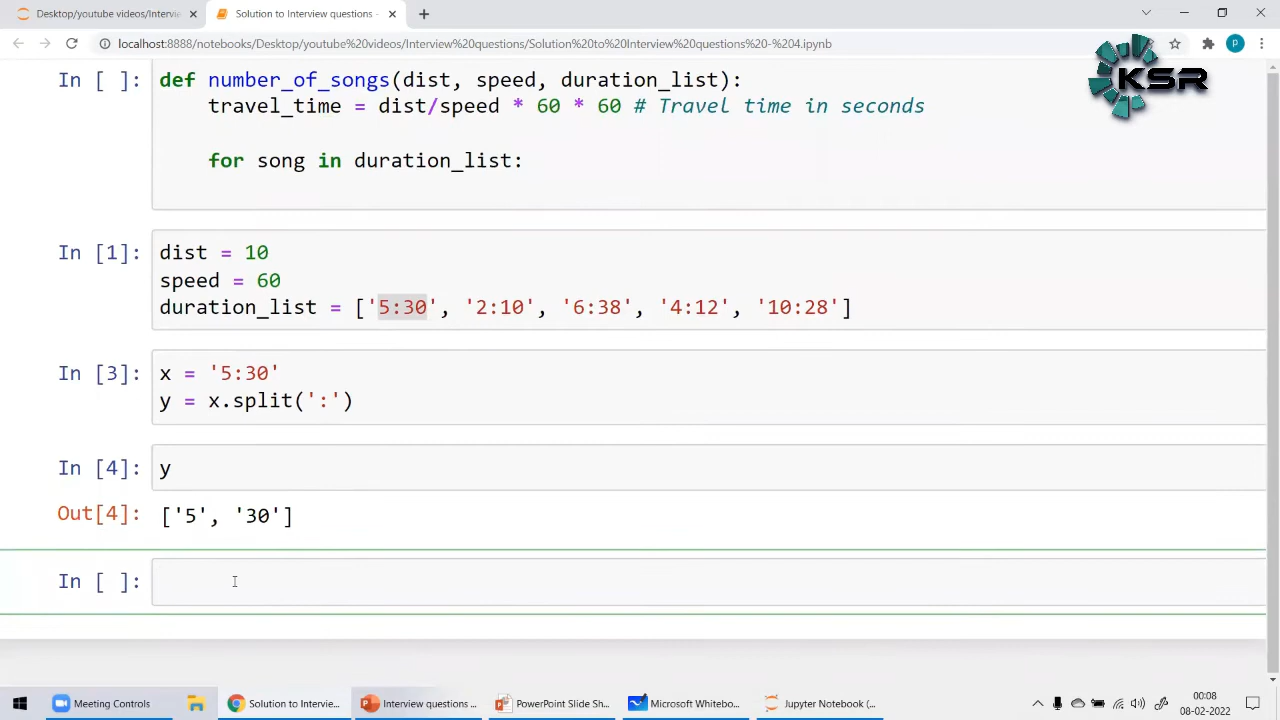 Desktop/youtube videos/Intervie
Solution to Interview questions -
localhost:8888/notebooks/Desktop/youtube%20videos/Interview%20questions/Solution%20to%20Interview%20questions%20-%204.ipynb
P
KSR
In [ ]: def number_of_songs(dist, speed, duration_list):
travel_time = dist/speed * 60 * 60 # Travel time in seconds
for song in duration_list:
In [1]: dist = 10
speed = 60
duration_list = ['5:30', '2:10', '6:38', '4:12', '10:28']
In [3]: x = '5:30'
y = x.split(':')
In [4]: y
Out[4]: ['5', '30']
In [ ]:
Meeting Controls
Solution to Intervie...
Interview questions ...
PowerPoint Slide Sh...
Microsoft Whitebo...
Jupyter Notebook (...
00:08
08-02-2022